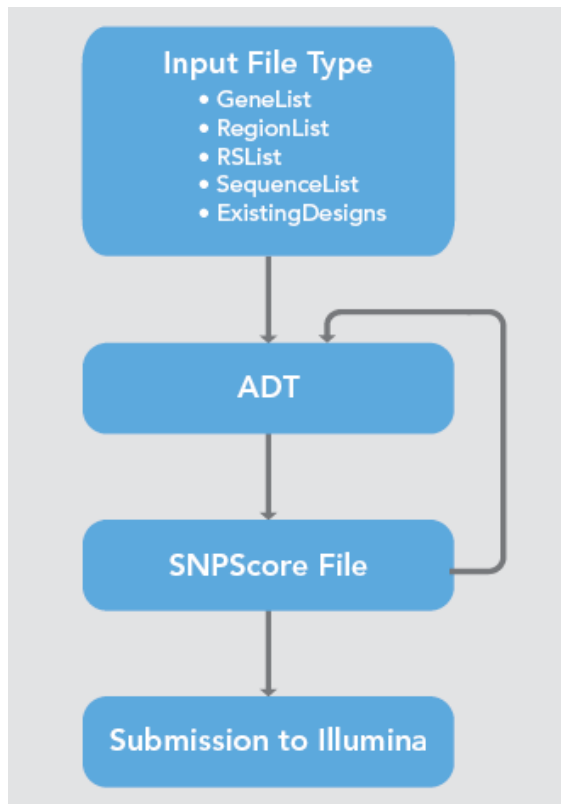 Input File Type
• GeneList
• RegionList
• RSList
• SequenceList
• ExistingDesigns
ADT
SNPScore File
Submission to Illumina